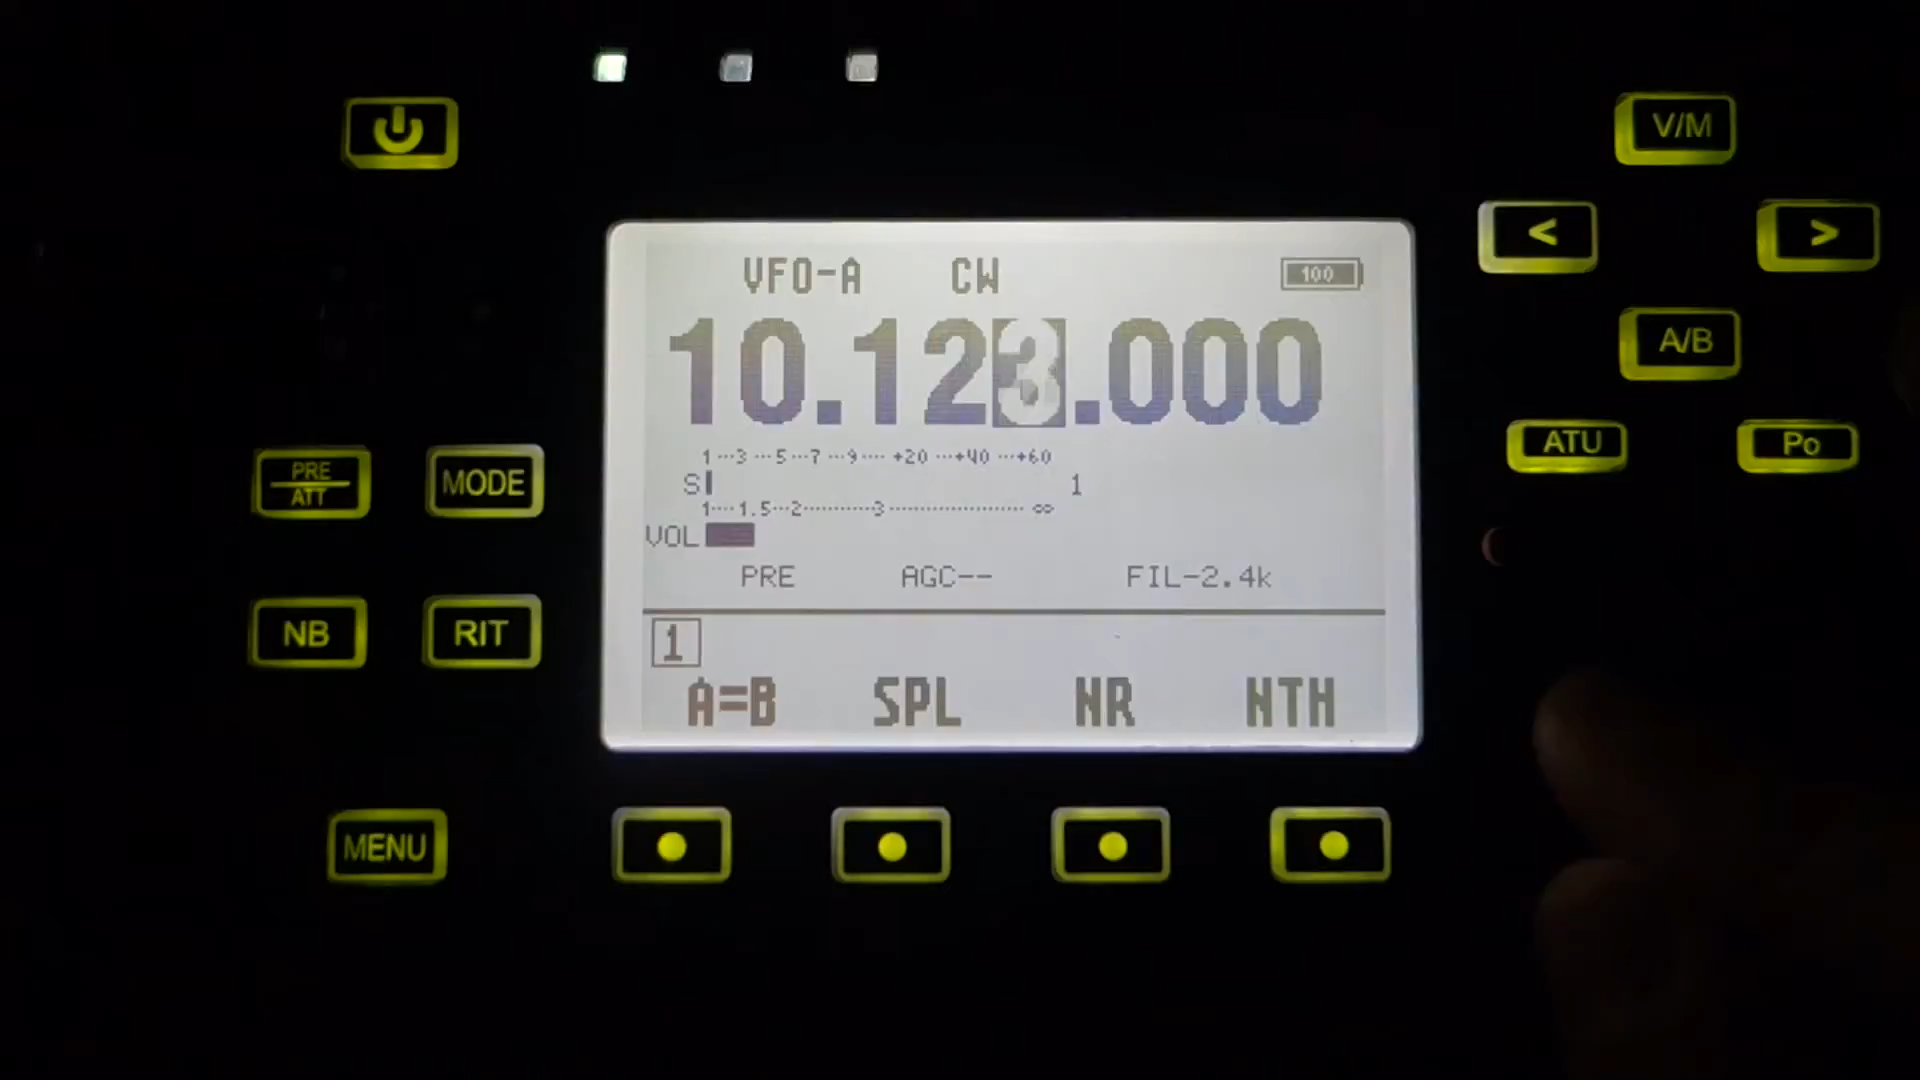 V/M
VFO-A CW 100
< >
10.123.000
A/B
ATU Po
1···3···5···7···9····+20···+40···+60
PRE
ATT
MODE
S 1
1····1.5··2·········3······················∞
VOL
PRE AGC-- FIL-2.4k
NB RIT
1
A=B SPL NR NTH
MENU